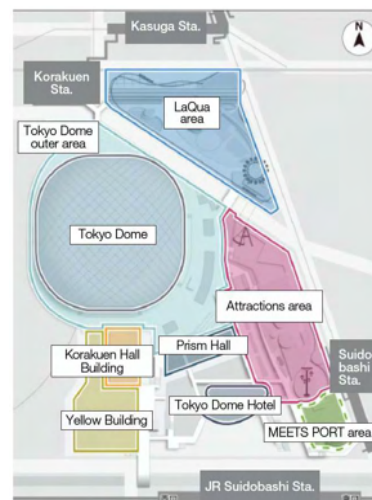 Kasuga Sta.
N
Korakuen
Sta.
LaQua
area
Tokyo Dome
outer area
Tokyo Dome
Attractions area
Prism Hall
Korakuen Hall
Building
Suido
bashi
Sta.
Tokyo Dome Hotel
Yellow Building
MEETS PORT area
JR Suidobashi Sta.